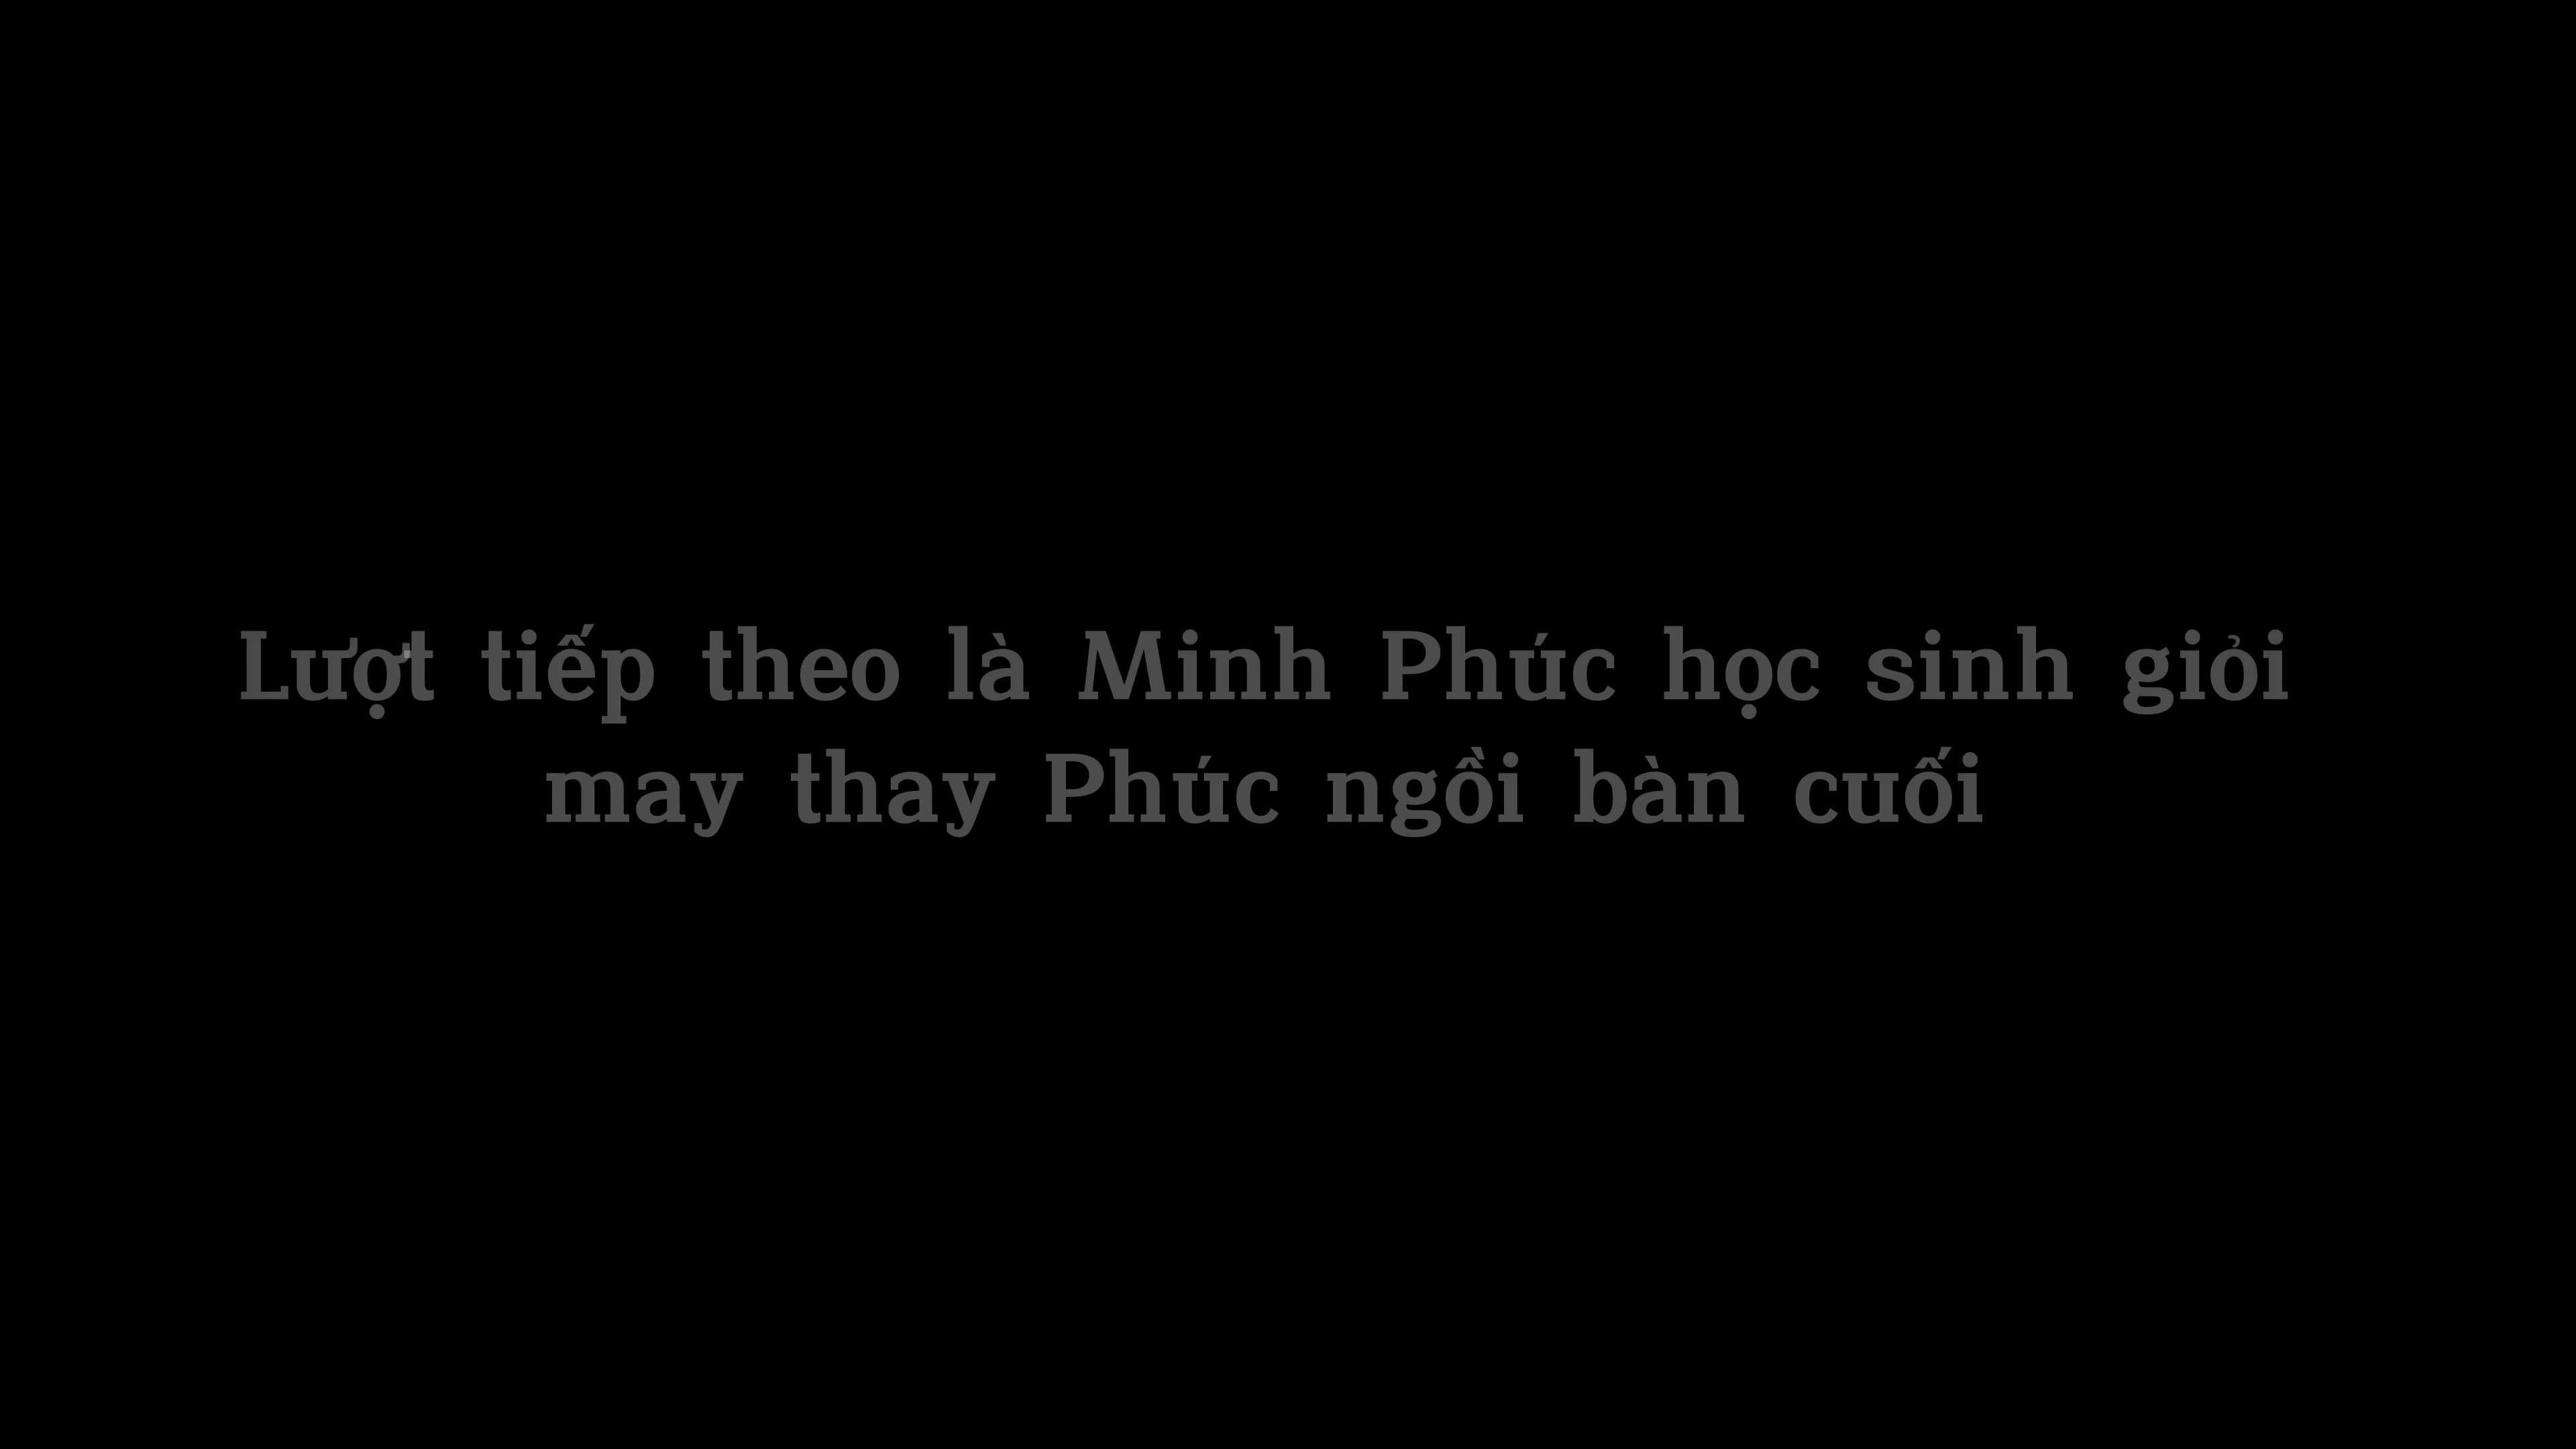 Lượt tiếp theo là Minh Phúc học sinh giỏi
may thay Phúc ngồi bàn cuối